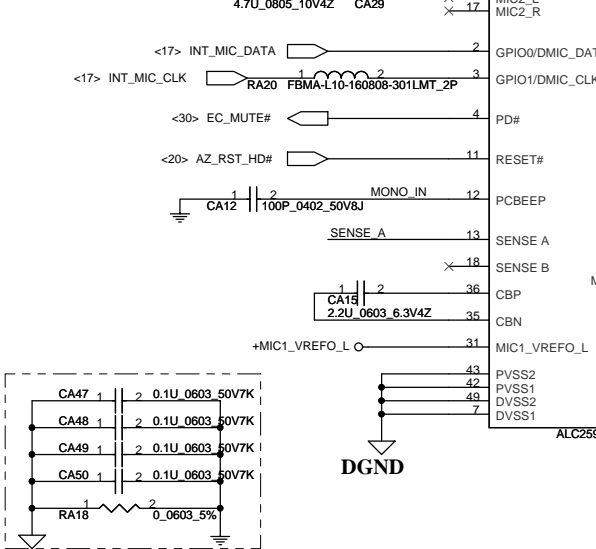 4.7U_0805_10V4Z CA29
MIC2_L
17 MIC2_R
<17> INT_MIC_DATA 2 GPIO0/DMIC_DAT
<17> INT_MIC_CLK 1 2 3 GPIO1/DMIC_CLK
RA20 FBMA-L10-160808-301LMT_2P
<30> EC_MUTE# 4 PD#
<20> AZ_RST_HD# 11 RESET#
1 2 MONO_IN 12 PCBEEP
CA12 100P_0402_50V8J
SENSE_A 13 SENSE A
18 SENSE B
1 2 36 CBP
CA15
2.2U_0603_6.3V4Z 35 CBN
+MIC1_VREFO_L 31 MIC1_VREFO_L
43 PVSS2
42 PVSS1
49 DVSS2
7 DVSS1
ALC259
DGND
CA47 1 2 0.1U_0603_50V7K
CA48 1 2 0.1U_0603_50V7K
CA49 1 2 0.1U_0603_50V7K
CA50 1 2 0.1U_0603_50V7K
1 2
RA18 0_0603_5%